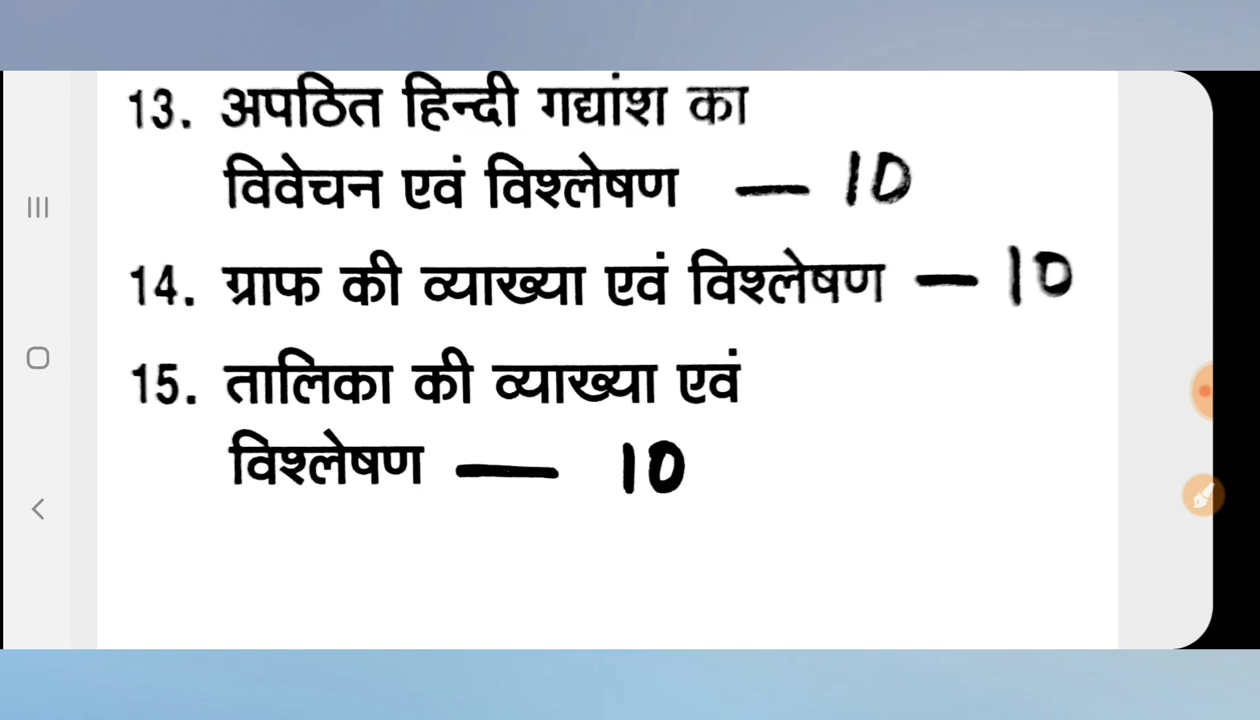 13. अपठित हिन्दी गद्यांश का
विवेचन एवं विश्लेषण — 10
14. ग्राफ की व्याख्या एवं विश्लेषण — 10
15. तालिका की व्याख्या एवं
विश्लेषण — 10